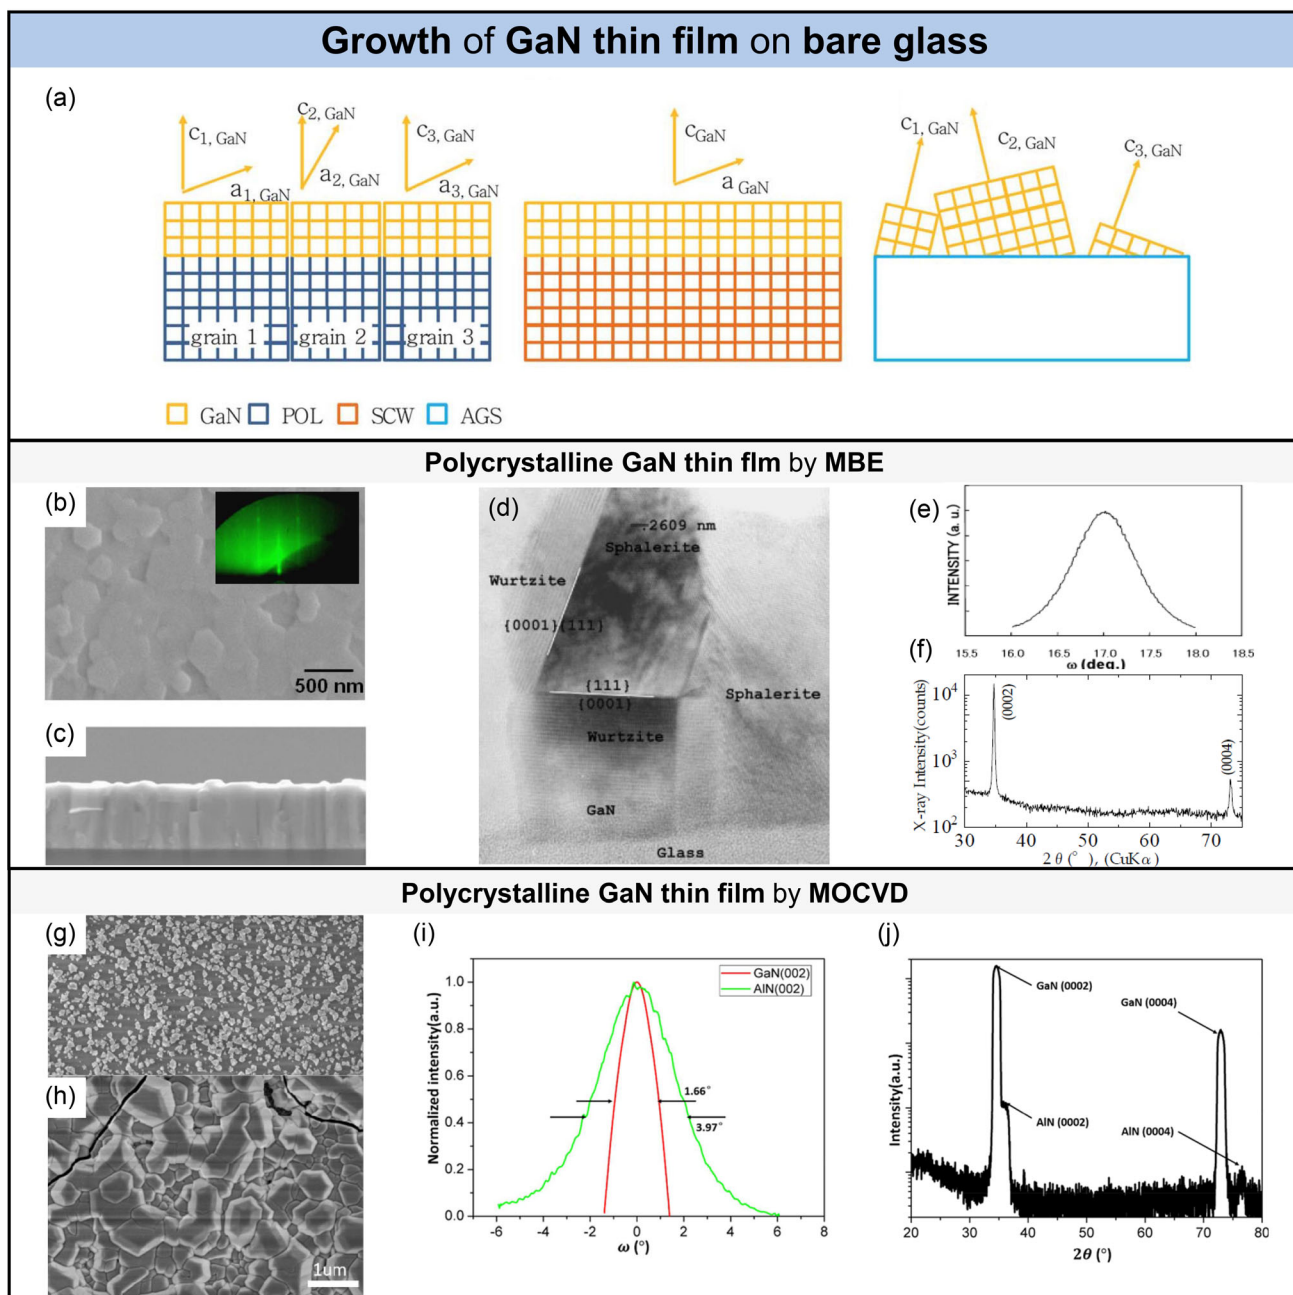 Growth of GaN thin film on bare glass
(a)
c1, GaN
a1, GaN
c2, GaN
a2, GaN
c3, GaN
a3, GaN
cGaN
a GaN
c1, GaN
c2, GaN
c3, GaN
grain 1
grain 2
grain 3
GaN POL SCW AGS
Polycrystalline GaN thin flm by MBE
(b)
500 nm
(c)
(d)
2609 nm
Sphalerite
Wurtzite
{0001} {111}
{111}
{0001}
Sphalerite
Wurtzite
GaN
Glass
(e)
INTENSITY (a. u.)
15.5 16.0 16.5 17.0 17.5 18.0 18.5
ω (deg.)
(f)
X-ray Intensity(counts)
10^4
10^3
10^2
(0002)
(0004)
30 40 50 60 70
2 θ (° ), (CuKα)
Polycrystalline GaN thin film by MOCVD
(g)
(h)
1um
(i)
Normalized intensity(a.u.)
1.0
0.8
0.6
0.4
0.2
0.0
GaN(002)
AlN(002)
1.66°
3.97°
-6 -4 -2 0 2 4 6 8
ω (°)
(j)
Intensity(a.u.)
GaN (0002)
GaN (0004)
AlN (0002)
AlN (0004)
20 30 40 50 60 70 80
2θ (°)